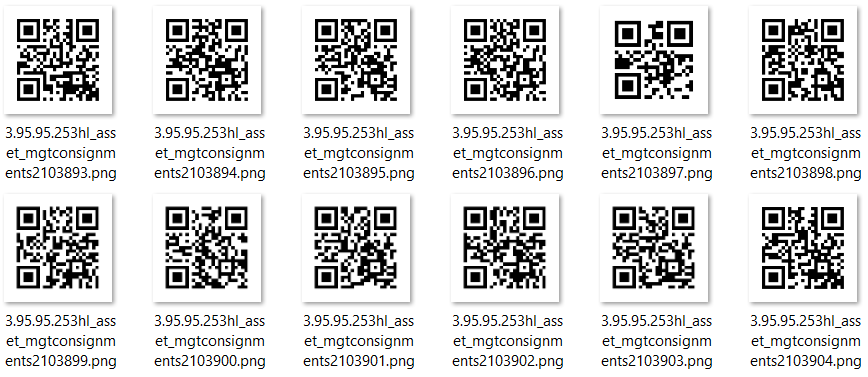 3.95.95.253hl_ass 3.95.95.253hl_ass 3.95.95.253hl_ass 3.95.95.253hl_ass 3.95.95.253hl_ass 3.95.95.253hl_ass
et_mgtconsignm et_mgtconsignm et_mgtconsignm et_mgtconsignm et_mgtconsignm et_mgtconsignm
ents2103893.png ents2103894.png ents2103895.png ents2103896.png ents2103897.png ents2103898.png
3.95.95.253hl_ass 3.95.95.253hl_ass 3.95.95.253hl_ass 3.95.95.253hl_ass 3.95.95.253hl_ass 3.95.95.253hl_ass
et_mgtconsignm et_mgtconsignm et_mgtconsignm et_mgtconsignm et_mgtconsignm et_mgtconsignm
ents2103899.png ents2103900.png ents2103901.png ents2103902.png ents2103903.png ents2103904.png